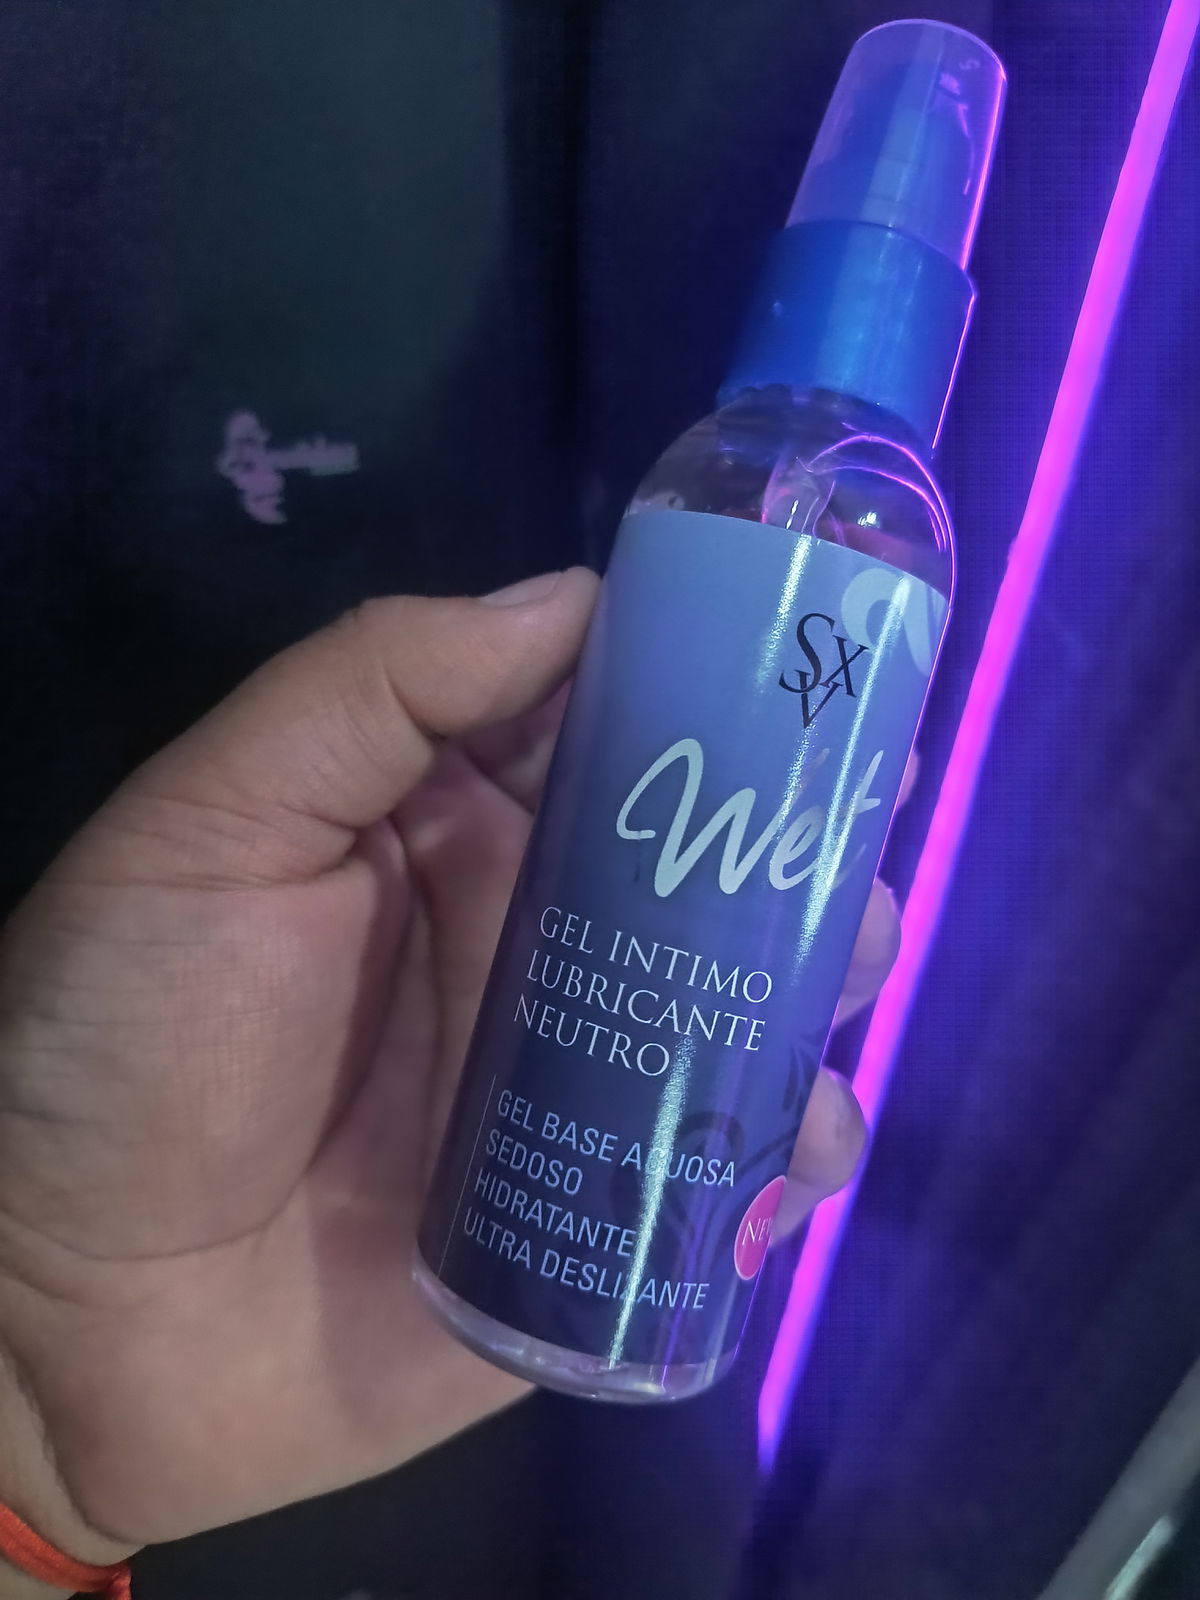 SXV
Wet
GEL INTIMO
LUBRICANTE
NEUTRO
GEL BASE ACUOSA
SEDOSO
HIDRATANTE
ULTRA DESLIZANTE